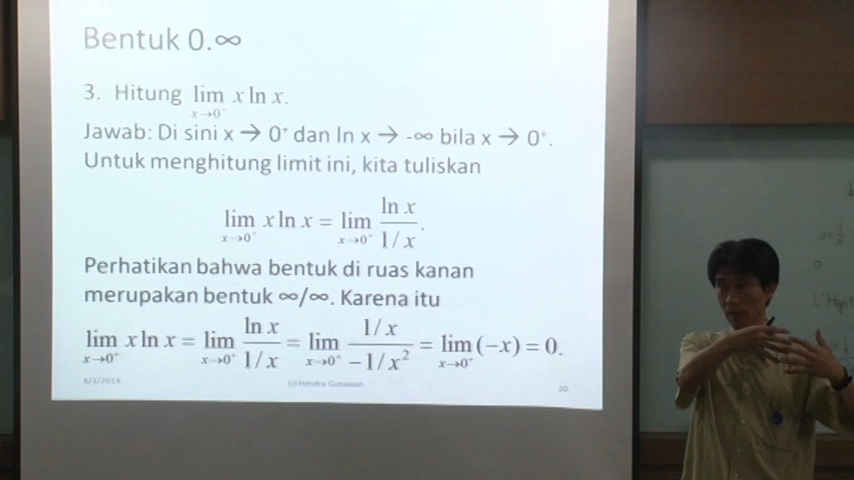 Bentuk 0.∞
3. Hitung lim x ln x.
x→0⁺
Jawab: Di sini x → 0⁺ dan ln x → -∞ bila x → 0⁺.
Untuk menghitung limit ini, kita tuliskan
lim x→0⁺ x ln x = lim x→0⁺ (ln x)/(1/x).
Perhatikan bahwa bentuk di ruas kanan
merupakan bentuk ∞/∞. Karena itu
lim x→0⁺ x ln x = lim x→0⁺ (ln x)/(1/x) = lim x→0⁺ (1/x)/(−1/x²) = lim x→0⁺ (−x) = 0.
4/3/2014 (c) Hendra Gunawan 20